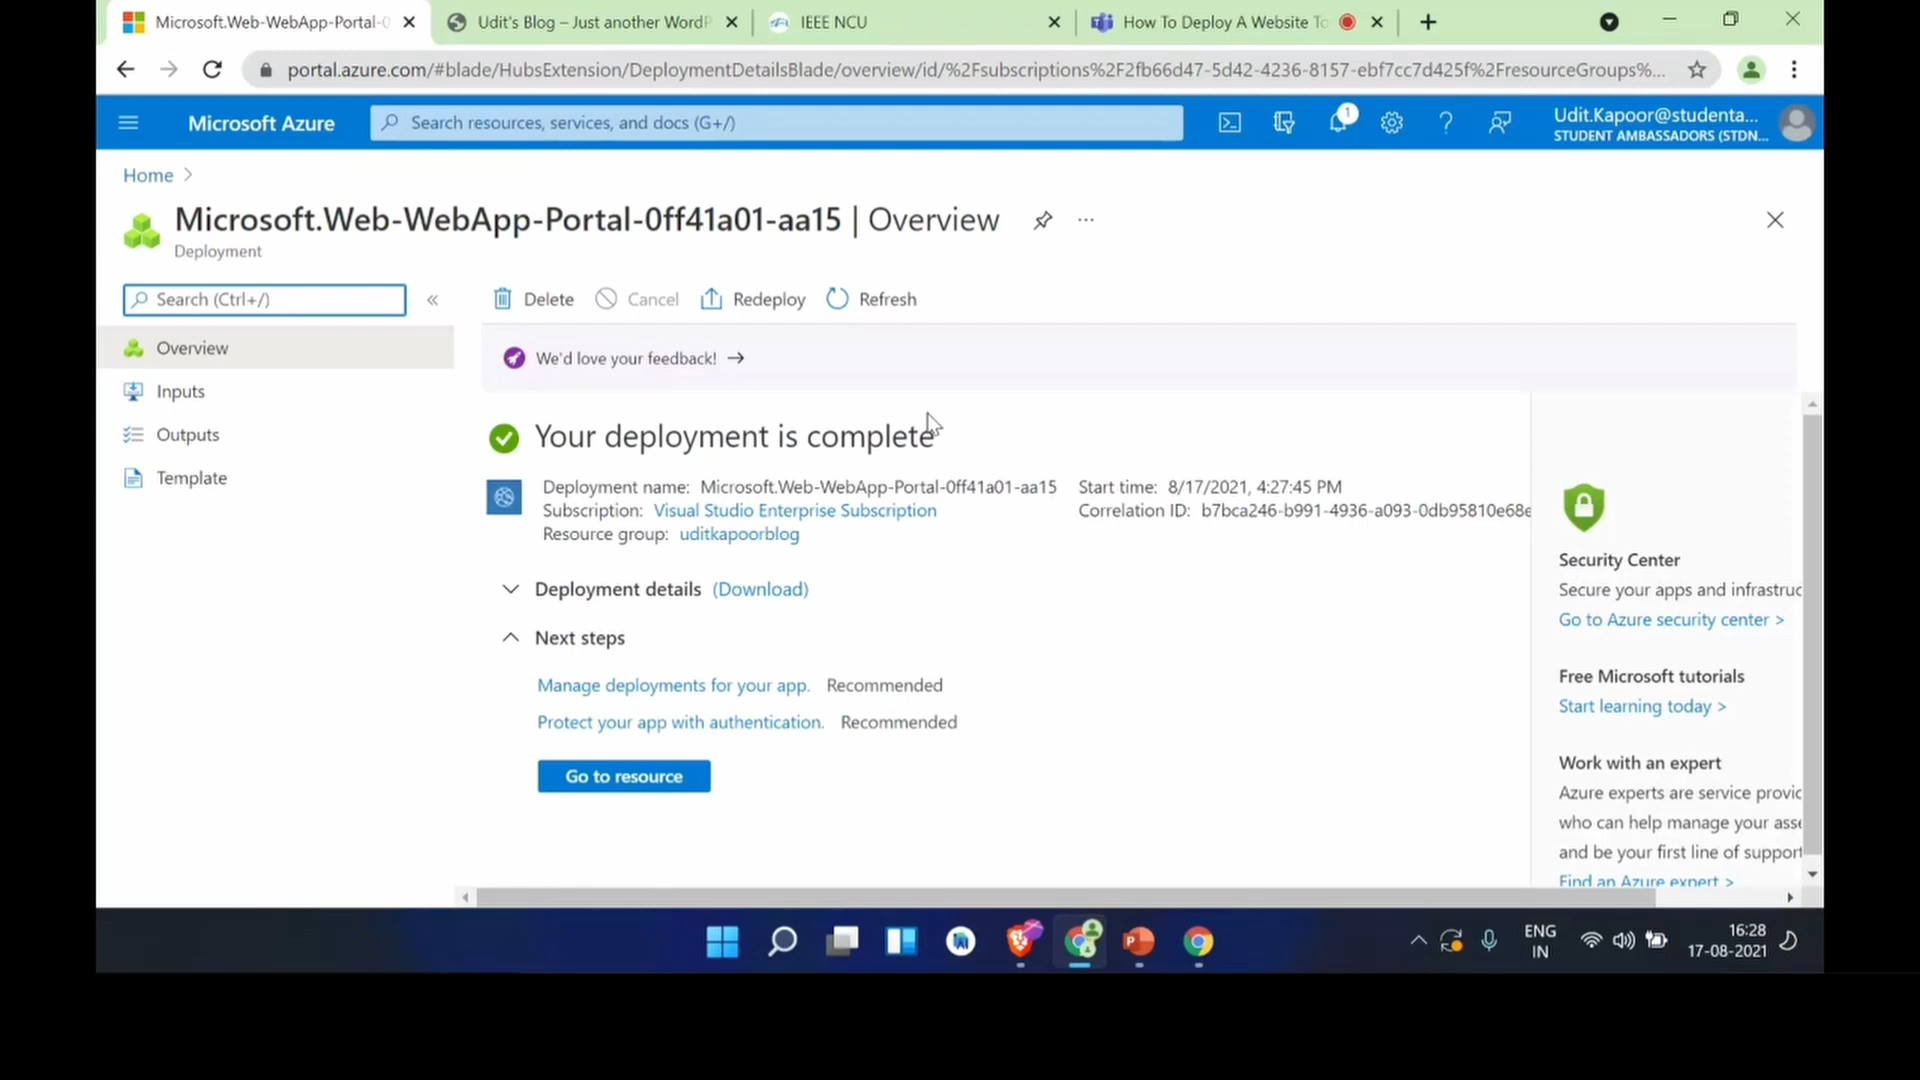 Microsoft.Web-WebApp-Portal-0
Udit's Blog – Just another WordP
IEEE NCU
How To Deploy A Website To
portal.azure.com/#blade/HubsExtension/DeploymentDetailsBlade/overview/id/%2Fsubscriptions%2F2fb66d47-5d42-4236-8157-ebf7cc7d425f%2FresourceGroups%...
Microsoft Azure
Search resources, services, and docs (G+/)
1
Udit.Kapoor@studenta...
STUDENT AMBASSADORS (STDN...
Home
Microsoft.Web-WebApp-Portal-0ff41a01-aa15 | Overview
Deployment
Search (Ctrl+/)
Delete
Cancel
Redeploy
Refresh
Overview
Inputs
Outputs
Template
We'd love your feedback!
Your deployment is complete
Deployment name: Microsoft.Web-WebApp-Portal-0ff41a01-aa15
Subscription: Visual Studio Enterprise Subscription
Resource group: uditkapoorblog
Start time: 8/17/2021, 4:27:45 PM
Correlation ID: b7bca246-b991-4936-a093-0db95810e68e
Deployment details (Download)
Next steps
Manage deployments for your app. Recommended
Protect your app with authentication. Recommended
Go to resource
Security Center
Secure your apps and infrastruc
Go to Azure security center >
Free Microsoft tutorials
Start learning today >
Work with an expert
Azure experts are service provid
who can help manage your asse
and be your first line of support
Find an Azure expert >
ENG
IN
16:28
17-08-2021